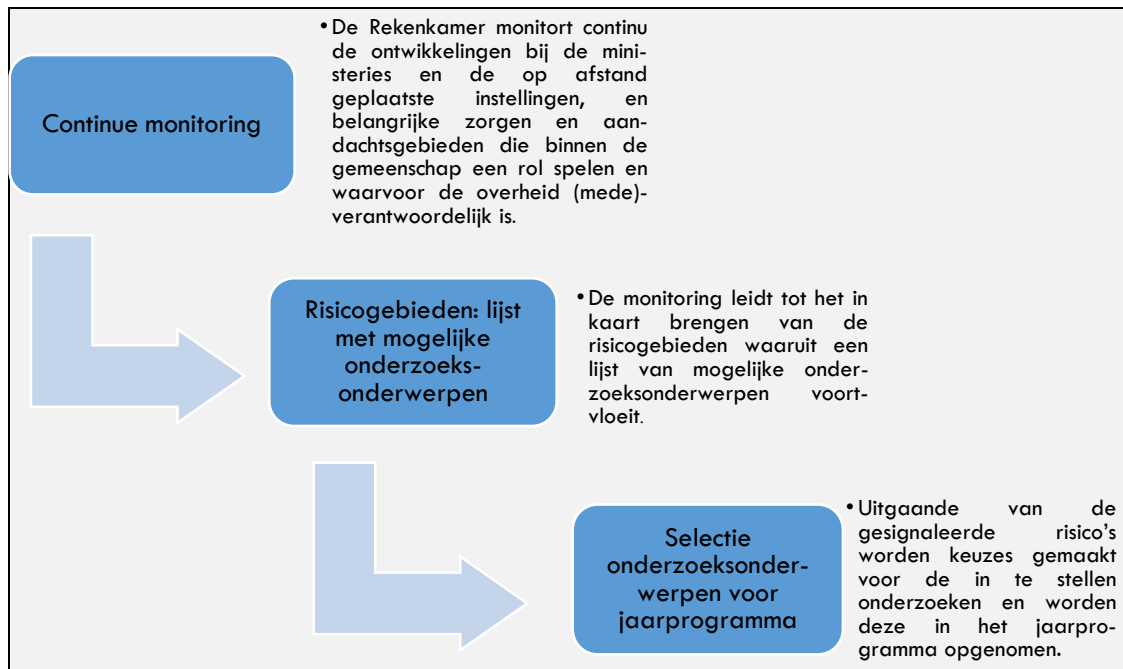 Continue monitoring
•De Rekenkamer monitort continu
de ontwikkelingen bij de mini-
steries en de op afstand
geplaatste instellingen, en
belangrijke zorgen en aan-
dachtsgebieden die binnen de
gemeenschap een rol spelen en
waarvoor de overheid (mede)-
verantwoordelijk is.
Risicogebieden: lijst
met mogelijke
onderzoeks-
onderwerpen
•De monitoring leidt tot het in
kaart brengen van de
risicogebieden waaruit een
lijst van mogelijke onder-
zoeksonderwerpen voort-
vloeit.
Selectie
onderzoeksonder-
werpen voor
jaarprogramma
•Uitgaande van de
gesignaleerde risico’s
worden keuzes gemaakt
voor de in te stellen
onderzoeken en worden
deze in het jaarpro-
gramma opgenomen.